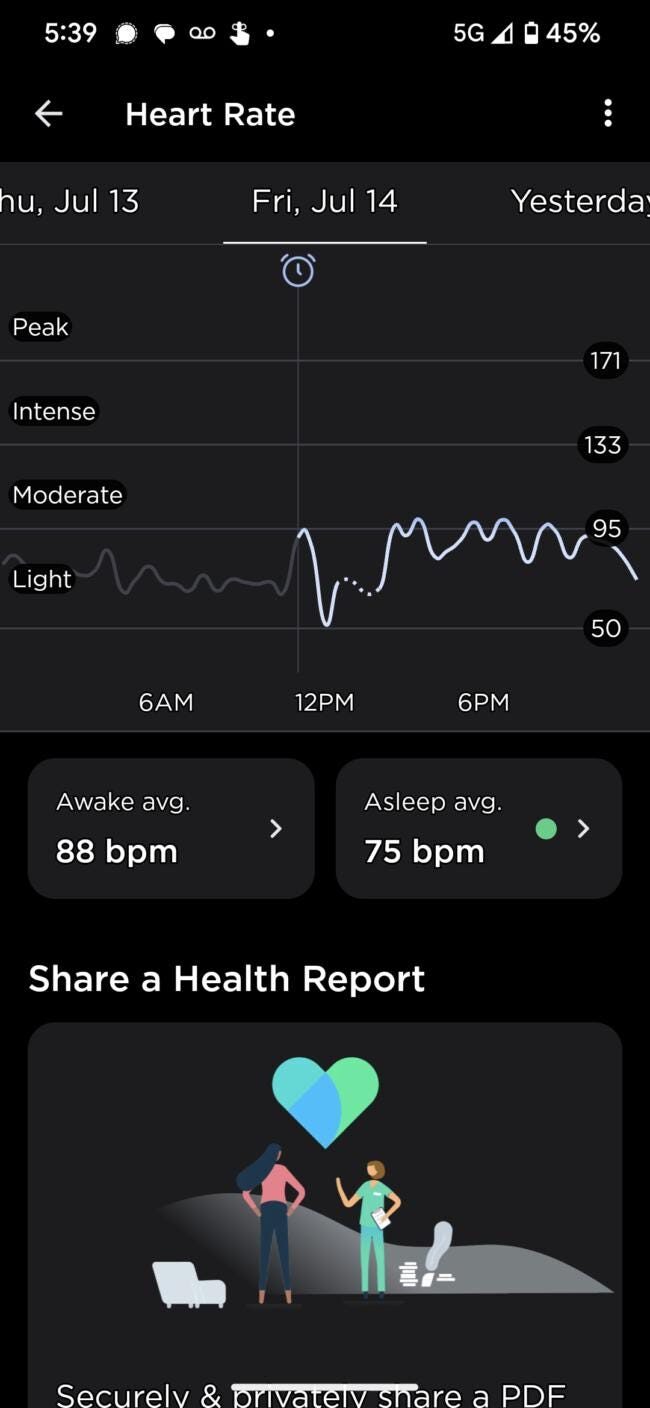 5:39 5G 45%
Heart Rate
hu, Jul 13 Fri, Jul 14 Yesterday
Peak
171
Intense
133
Moderate
95
Light
50
6AM 12PM 6PM
Awake avg. Asleep avg.
88 bpm 75 bpm
Share a Health Report
Securely & privately share a PDF